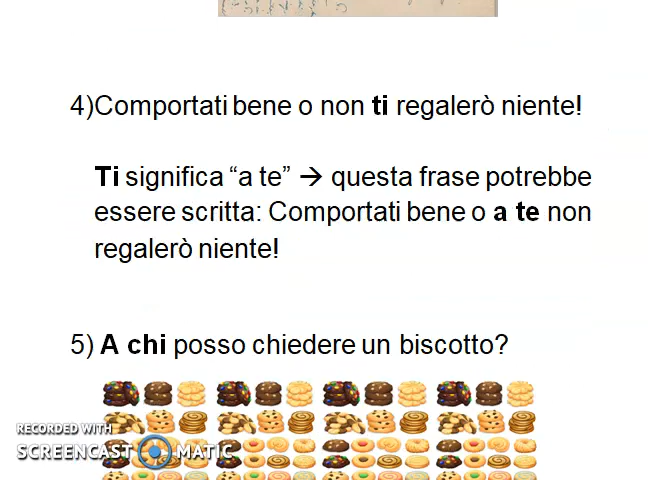 4)Comportati bene o non ti regalerò niente!
Ti significa “a te” → questa frase potrebbe
essere scritta: Comportati bene o a te non
regalerò niente!
5) A chi posso chiedere un biscotto?
RECORDED WITH
SCREENCAST MATIC